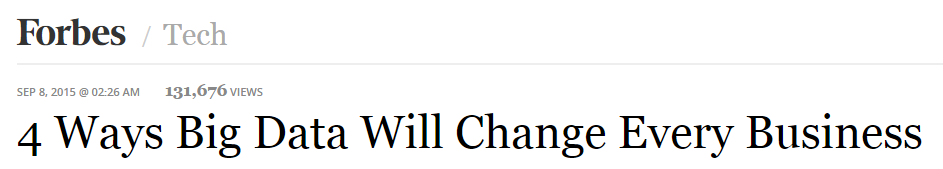 Forbes / Tech
SEP 8, 2015 @ 02:26 AM 131,676 VIEWS
4 Ways Big Data Will Change Every Business